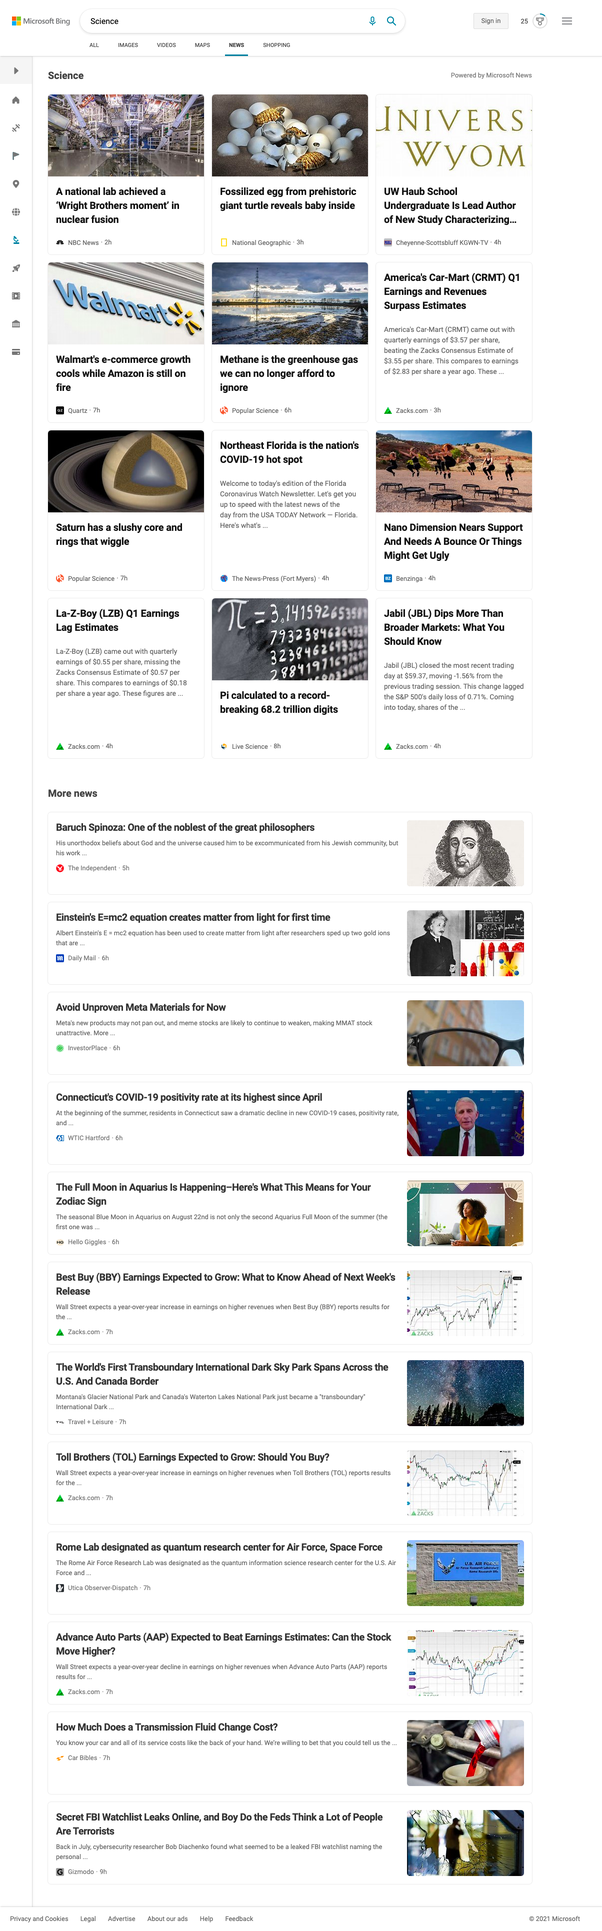 Microsoft Bing
Science
Sign in
25
ALL
IMAGES
VIDEOS
MAPS
NEWS
SHOPPING
Science
Powered by Microsoft News
A national lab achieved a
‘Wright Brothers moment’ in
nuclear fusion
NBC News · 2h
Fossilized egg from prehistoric
giant turtle reveals baby inside
National Geographic · 3h
UNIVERS
WYOM
UW Haub School
Undergraduate Is Lead Author
of New Study Characterizing...
Cheyenne-Scottsbluff KGWN-TV · 4h
Walmart
Walmart's e-commerce growth
cools while Amazon is still on
fire
Quartz · 7h
Methane is the greenhouse gas
we can no longer afford to
ignore
Popular Science · 6h
America's Car-Mart (CRMT) Q1
Earnings and Revenues
Surpass Estimates
America's Car-Mart (CRMT) came out with
quarterly earnings of $3.57 per share,
beating the Zacks Consensus Estimate of
$3.55 per share. This compares to earnings
of $2.83 per share a year ago. These ...
Zacks.com · 3h
Saturn has a slushy core and
rings that wiggle
Popular Science · 7h
Northeast Florida is the nation's
COVID-19 hot spot
Welcome to today's edition of the Florida
Coronavirus Watch Newsletter. Let's get you
up to speed with the latest news of the
day from the USA TODAY Network — Florida.
Here's what's ...
The News-Press (Fort Myers) · 4h
Nano Dimension Nears Support
And Needs A Bounce Or Things
Might Get Ugly
Benzinga · 4h
La-Z-Boy (LZB) Q1 Earnings
Lag Estimates
La-Z-Boy (LZB) came out with quarterly
earnings of $0.55 per share, missing the
Zacks Consensus Estimate of $0.57 per
share. This compares to earnings of $0.18
per share a year ago. These figures are ...
Zacks.com · 4h
π = 3.141592653589
Pi calculated to a record-
breaking 68.2 trillion digits
Live Science · 8h
Jabil (JBL) Dips More Than
Broader Markets: What You
Should Know
Jabil (JBL) closed the most recent trading
day at $59.37, moving -1.56% from the
previous trading session. This change lagged
the S&P 500's daily loss of 0.71%. Coming
into today, shares of the ...
Zacks.com · 4h
More news
Baruch Spinoza: One of the noblest of the great philosophers
His unorthodox beliefs about God and the universe caused him to be excommunicated from his Jewish community, but
his work ...
The Independent · 5h
Einstein's E=mc2 equation creates matter from light for first time
Albert Einstein's E = mc2 equation has been used to create matter from light after researchers sped up two gold ions
that are ...
Daily Mail · 6h
Avoid Unproven Meta Materials for Now
Meta's new products may not pan out, and meme stocks are likely to continue to weaken, making MMAT stock
unattractive. More ...
InvestorPlace · 6h
Connecticut's COVID-19 positivity rate at its highest since April
At the beginning of the summer, residents in Connecticut saw a dramatic decline in new COVID-19 cases, positivity rate,
and ...
WTIC Hartford · 6h
The Full Moon in Aquarius Is Happening–Here's What This Means for Your
Zodiac Sign
The seasonal Blue Moon in Aquarius on August 22nd is not only the second Aquarius Full Moon of the summer (the
first one was ...
Hello Giggles · 6h
Best Buy (BBY) Earnings Expected to Grow: What to Know Ahead of Next Week's
Release
Wall Street expects a year-over-year increase in earnings on higher revenues when Best Buy (BBY) reports results for
the ...
Zacks.com · 7h
ZACKS
The World's First Transboundary International Dark Sky Park Spans Across the
U.S. And Canada Border
Montana's Glacier National Park and Canada's Waterton Lakes National Park just became a "transboundary"
International Dark ...
Travel + Leisure · 7h
Toll Brothers (TOL) Earnings Expected to Grow: Should You Buy?
Wall Street expects a year-over-year increase in earnings on higher revenues when Toll Brothers (TOL) reports results
for the ...
Zacks.com · 7h
ZACKS
Rome Lab designated as quantum research center for Air Force, Space Force
The Rome Air Force Research Lab was designated as the quantum information science research center for the U.S. Air
Force and ...
Utica Observer-Dispatch · 7h
U.S. AIR FORCE
Advance Auto Parts (AAP) Expected to Beat Earnings Estimates: Can the Stock
Move Higher?
Wall Street expects a year-over-year decline in earnings on higher revenues when Advance Auto Parts (AAP) reports
results for ...
Zacks.com · 7h
How Much Does a Transmission Fluid Change Cost?
You know your car and all of its service costs like the back of your hand. We're willing to bet that you could tell us the ...
Car Bibles · 7h
Secret FBI Watchlist Leaks Online, and Boy Do the Feds Think a Lot of People
Are Terrorists
Back in July, cybersecurity researcher Bob Diachenko found what seemed to be a leaked FBI watchlist naming the
personal ...
Gizmodo · 9h
Privacy and Cookies
Legal
Advertise
About our ads
Help
Feedback
© 2021 Microsoft